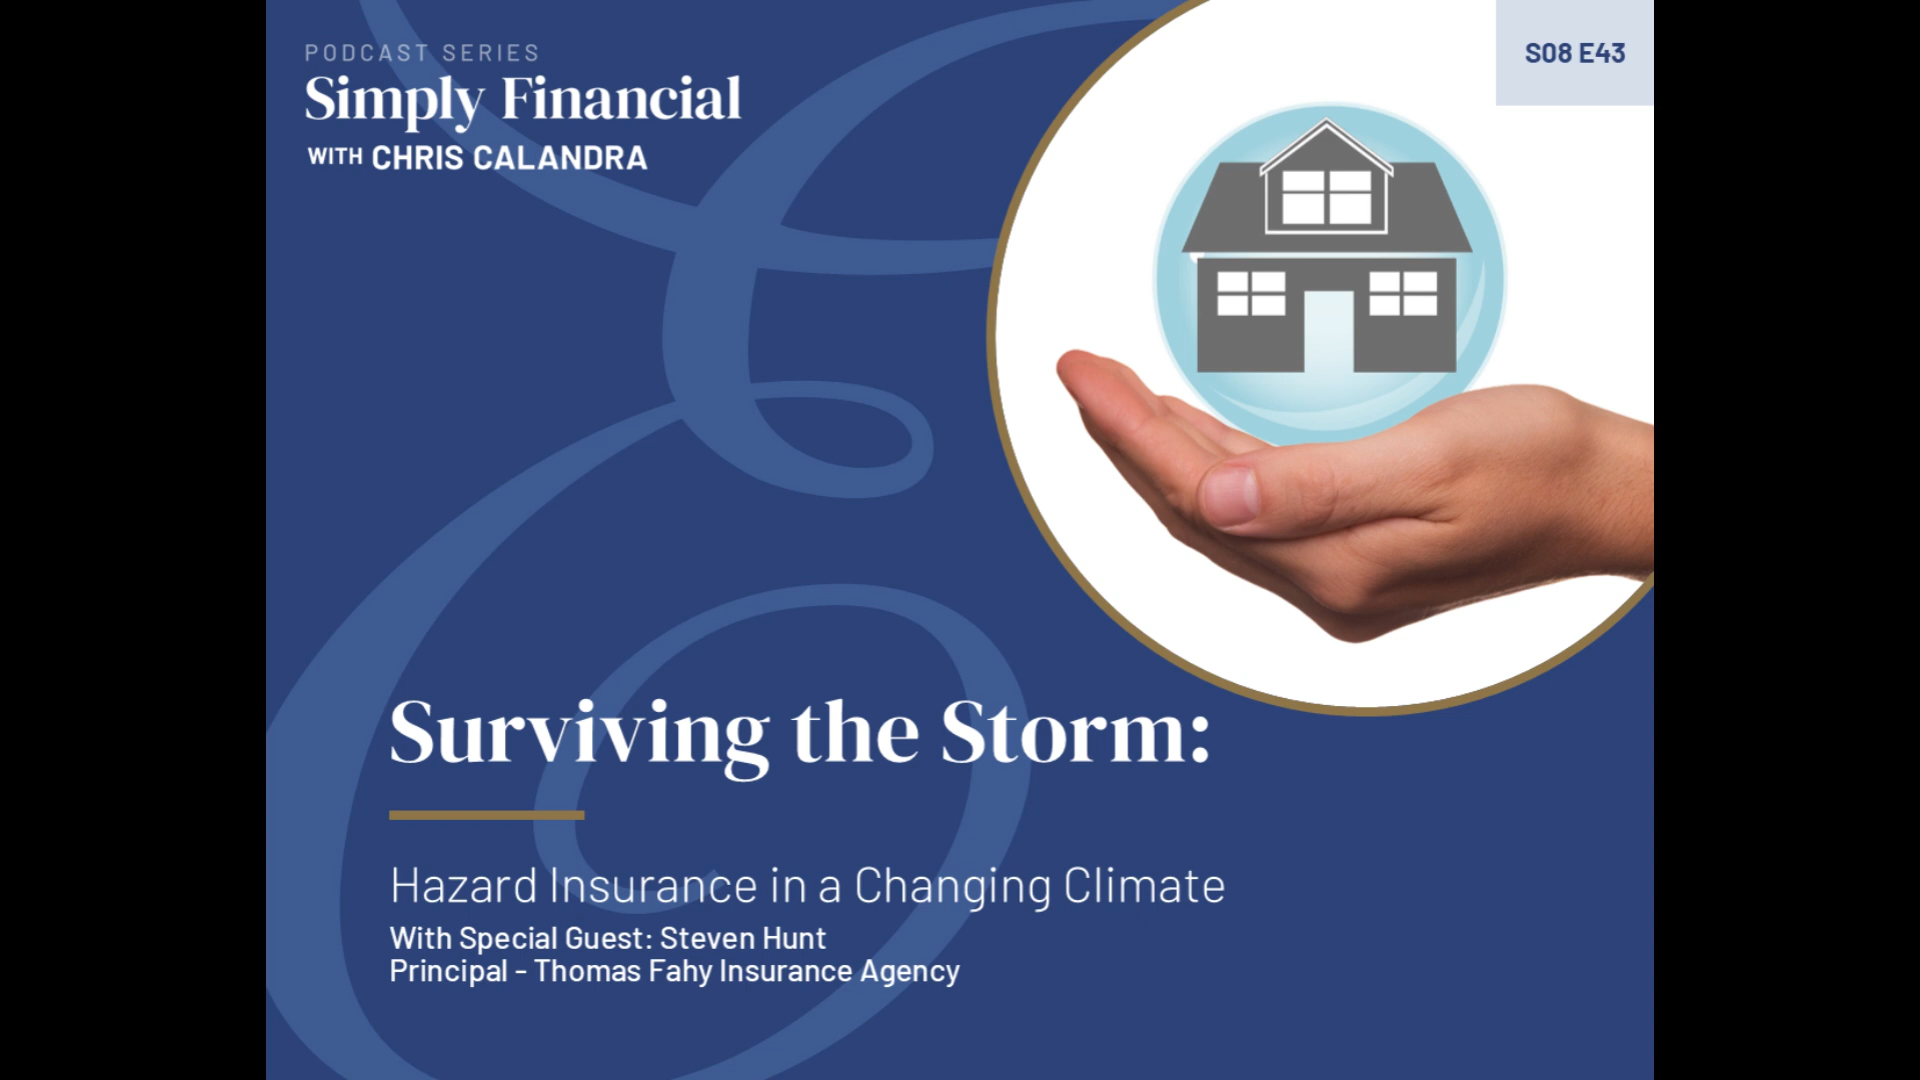 PODCAST SERIES
Simply Financial
WITH CHRIS CALANDRA
S08 E43
Surviving the Storm:
Hazard Insurance in a Changing Climate
With Special Guest: Steven Hunt
Principal - Thomas Fahy Insurance Agency